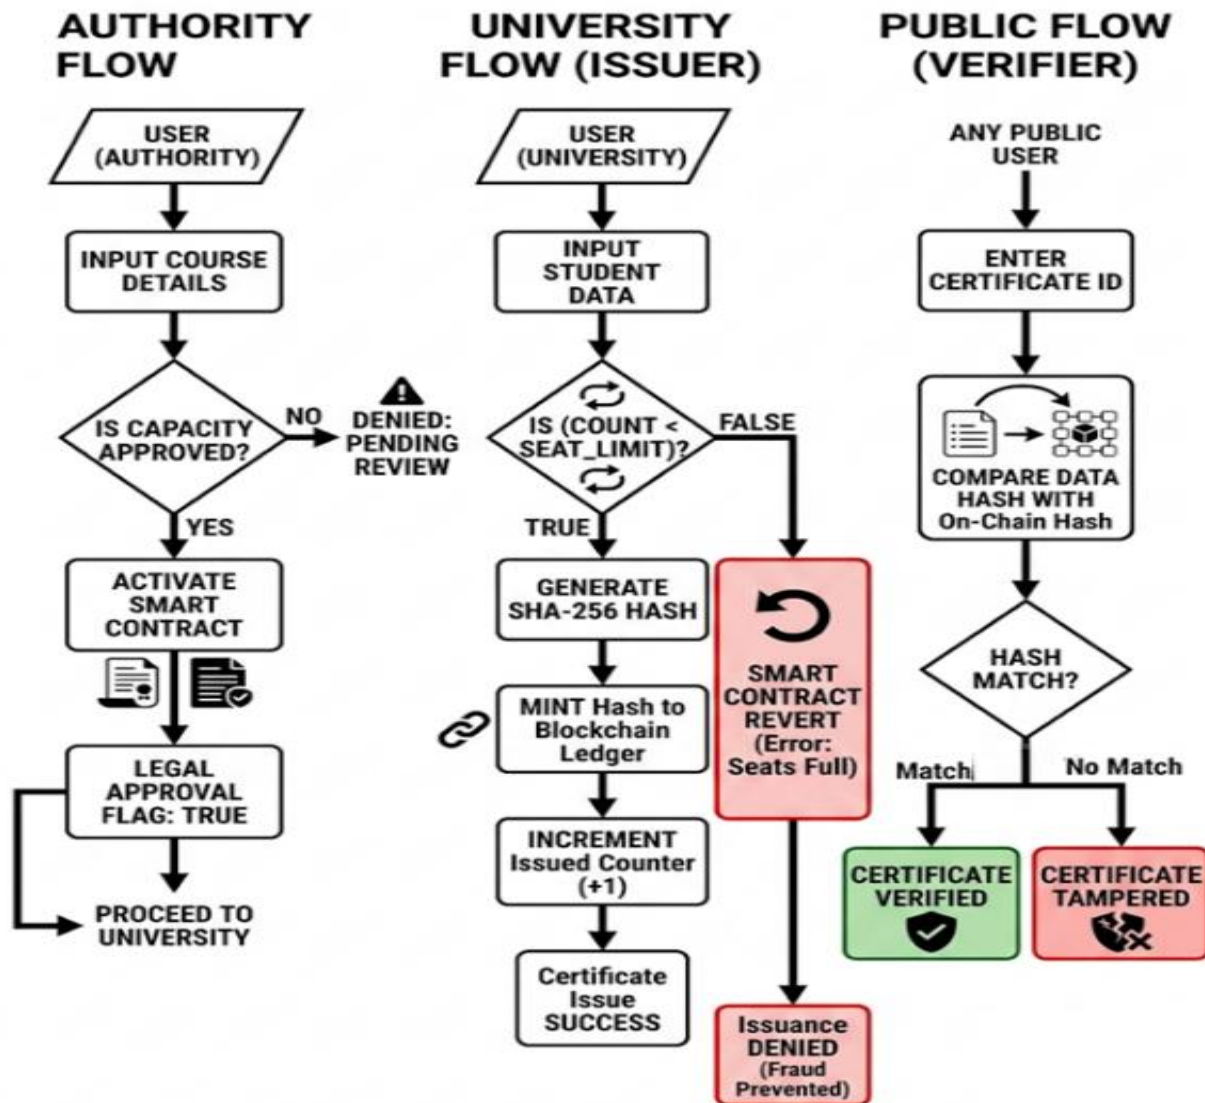 AUTHORITY
FLOW
USER
(AUTHORITY)
INPUT COURSE
DETAILS
IS CAPACITY
APPROVED?
NO
DENIED:
PENDING
REVIEW
YES
ACTIVATE
SMART
CONTRACT
LEGAL
APPROVAL
FLAG: TRUE
PROCEED TO
UNIVERSITY
UNIVERSITY
FLOW (ISSUER)
USER
(UNIVERSITY)
INPUT
STUDENT
DATA
IS (COUNT <
SEAT_LIMIT)?
FALSE
TRUE
GENERATE
SHA-256 HASH
MINT Hash to
Blockchain
Ledger
INCREMENT
Issued Counter
(+1)
Certificate
Issue
SUCCESS
SMART
CONTRACT
REVERT
(Error:
Seats Full)
Issuance
DENIED
(Fraud
Prevented)
PUBLIC FLOW
(VERIFIER)
ANY PUBLIC
USER
ENTER
CERTIFICATE ID
COMPARE DATA
HASH WITH
On-Chain Hash
HASH
MATCH?
Match
No Match
CERTIFICATE
VERIFIED
CERTIFICATE
TAMPERED